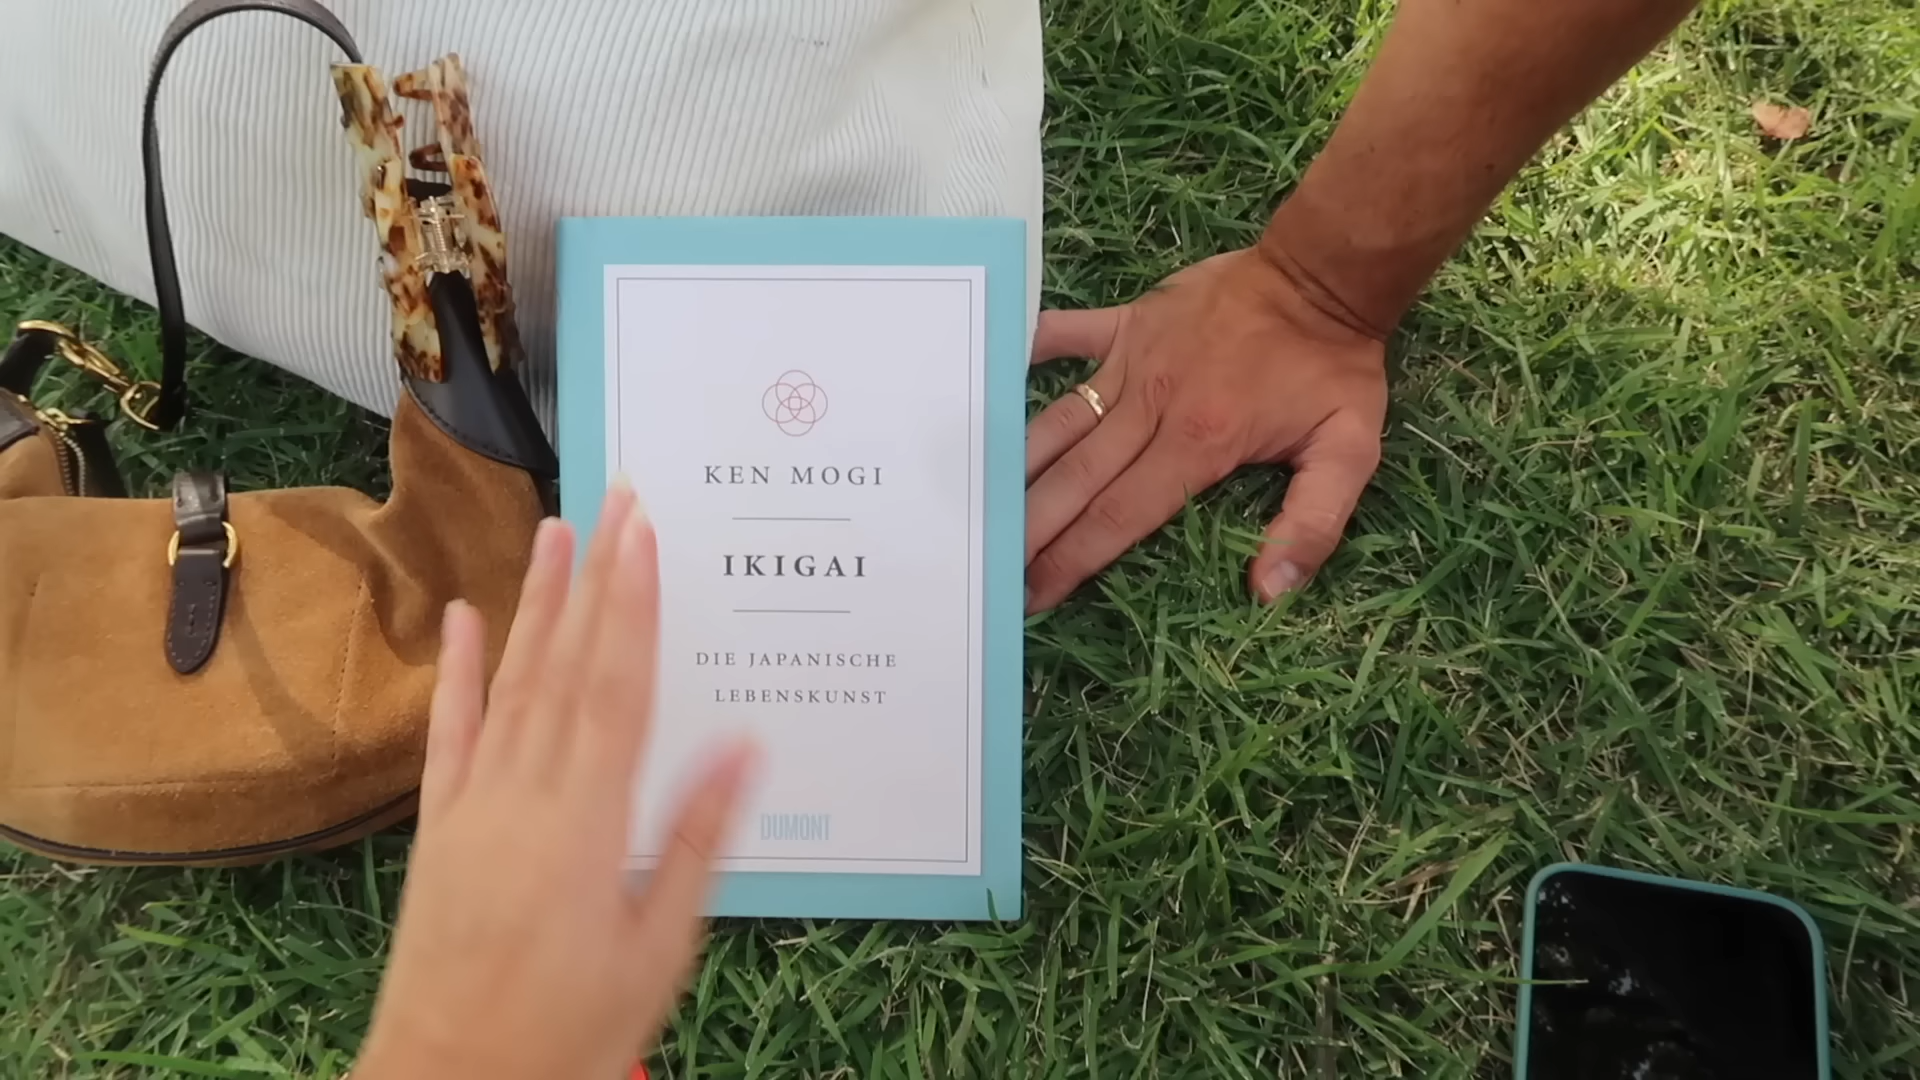 KEN MOGI
IKIGAI
DIE JAPANISCHE
LEBENSKUNST
DUMONT